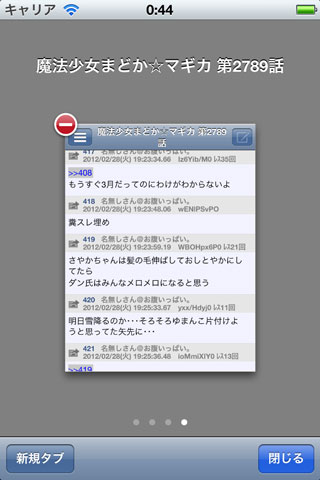 キャリア
0:44
魔法少女まどか☆マギカ 第2789話
魔法少女まどか☆マギカ 第2789
話
417 名無しさん@お腹いっぱい。
2012/02/28(火) 19:23:34.66 Iz6Yib/M0 ﾚｽ35回
>>408
もうすぐ3月だってのにわけがわからないよ
418 名無しさん@お腹いっぱい。
2012/02/28(火) 19:23:48.06 wENIPSvPO
糞スレ埋め
419 名無しさん@お腹いっぱい。
2012/02/28(火) 19:23:59.19 WBOHpx6P0 ﾚｽ21回
さやかちゃんは髪の毛伸ばしておしとやかにし
てたら
ダン氏はみんなメロメロになると思う
420 名無しさん@お腹いっぱい。
2012/02/28(火) 19:25:33.67 yxx/Hdyj0 ﾚｽ11回
明日雪降るのか･･･そろそろゆまんこ片付けよ
うと思ってた矢先に･･･
421 名無しさん@お腹いっぱい。
2012/02/28(火) 19:25:36.48 ioMmiXIY0 ﾚｽ13回
>>419
新規タブ
閉じる